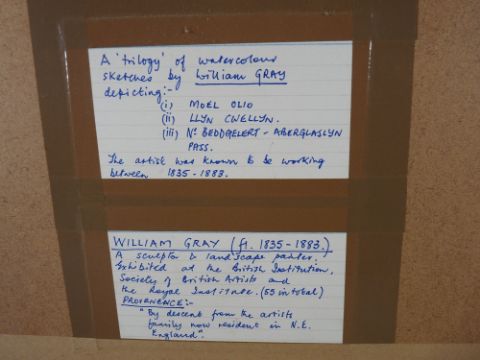 A 'trilogy' of watercolour
sketches by William GRAY
depicting:-
(i) MOEL OLIO
(ii) LLYN CWELLYN.
(iii) Nr BEDDGELERT - ABERGLASLYN
PASS.
The artist was known to be working
between 1835-1883.
WILLIAM GRAY (fl. 1835-1883.)
A sculptor & landscape painter.
Exhibited at the British Institution,
Society of British Artists and
the Royal Institute. (55 in total)
PROVENENCE:-
"By descent from the artists
family now resident in N.E.
England".